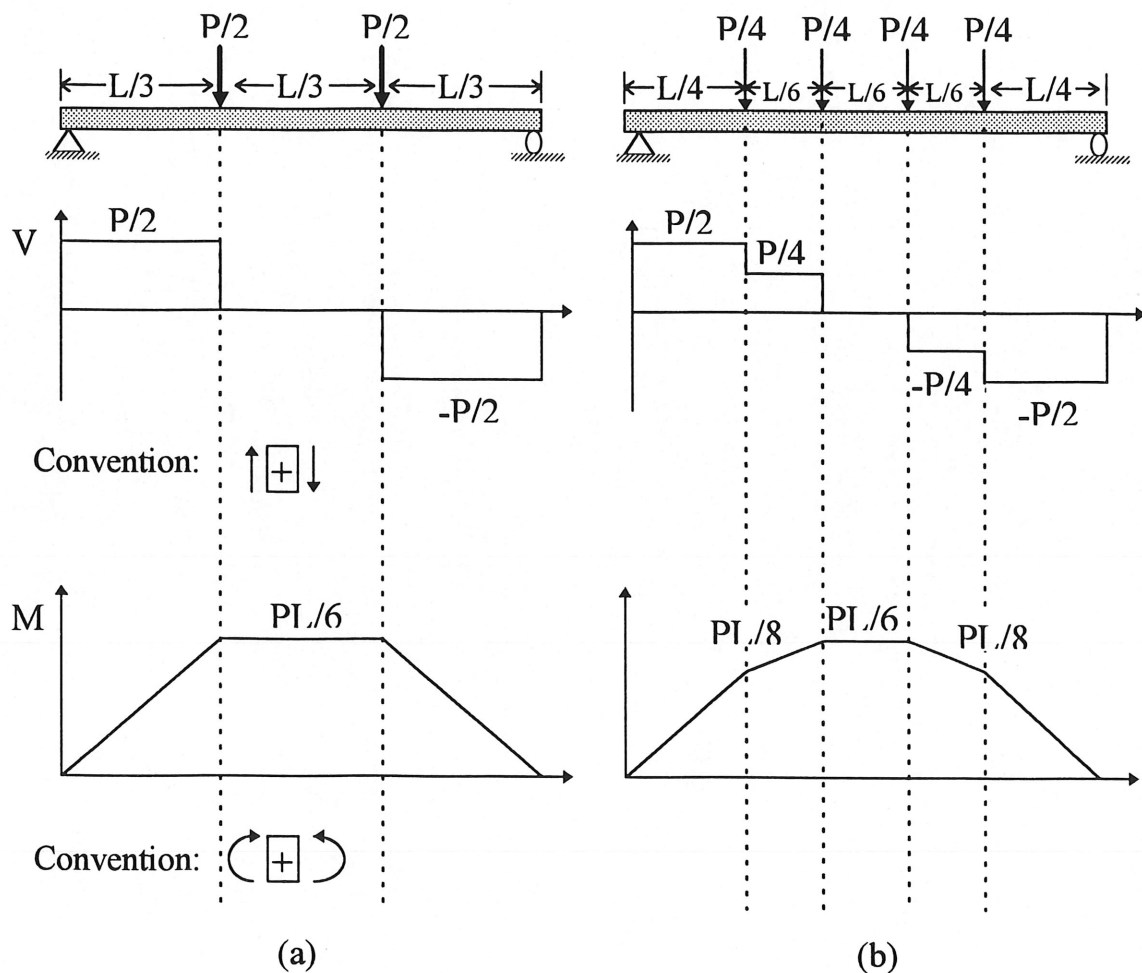 P/2 P/2
L/3 L/3 L/3
V
P/2
-P/2
Convention: +
M
PL/6
Convention: +
(a)
P/4 P/4 P/4 P/4
L/4 L/6 L/6 L/6 L/4
P/2
P/4
-P/4
-P/2
PL/8 PL/6 PL/8
(b)